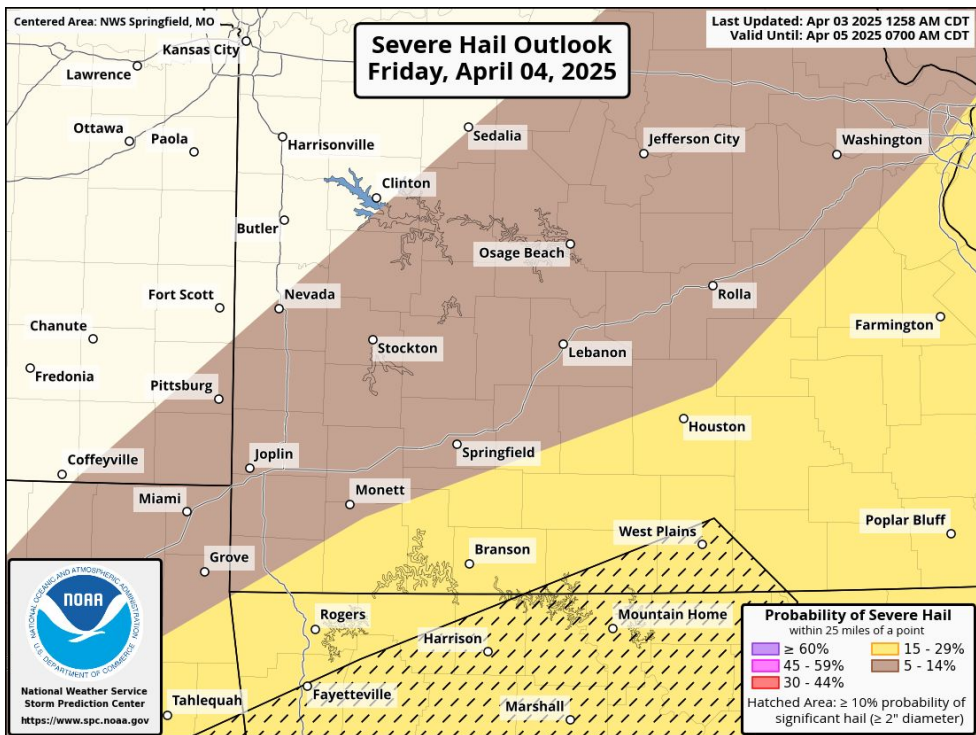 Centered Area: NWS Springfield, MO
Last Updated: Apr 03 2025 1258 AM CDT
Valid Until: Apr 05 2025 0700 AM CDT
Severe Hail Outlook
Friday, April 04, 2025
Kansas City
Lawrence
Ottawa
Paola
Harrisonville
Sedalia
Jefferson City
Washington
Clinton
Butler
Osage Beach
Fort Scott
Nevada
Rolla
Chanute
Stockton
Lebanon
Farmington
Fredonia
Pittsburg
Houston
Coffeyville
Joplin
Springfield
Miami
Monett
West Plains
Poplar Bluff
Grove
Branson
Rogers
Harrison
Mountain Home
Tahlequah
Fayetteville
Marshall
NATIONAL OCEANIC AND ATMOSPHERIC ADMINISTRATION
NOAA
U.S. DEPARTMENT OF COMMERCE
National Weather Service
Storm Prediction Center
https://www.spc.noaa.gov
Probability of Severe Hail
within 25 miles of a point
≥ 60%
45 - 59%
30 - 44%
15 - 29%
5 - 14%
Hatched Area: ≥ 10% probability of
significant hail (≥ 2" diameter)